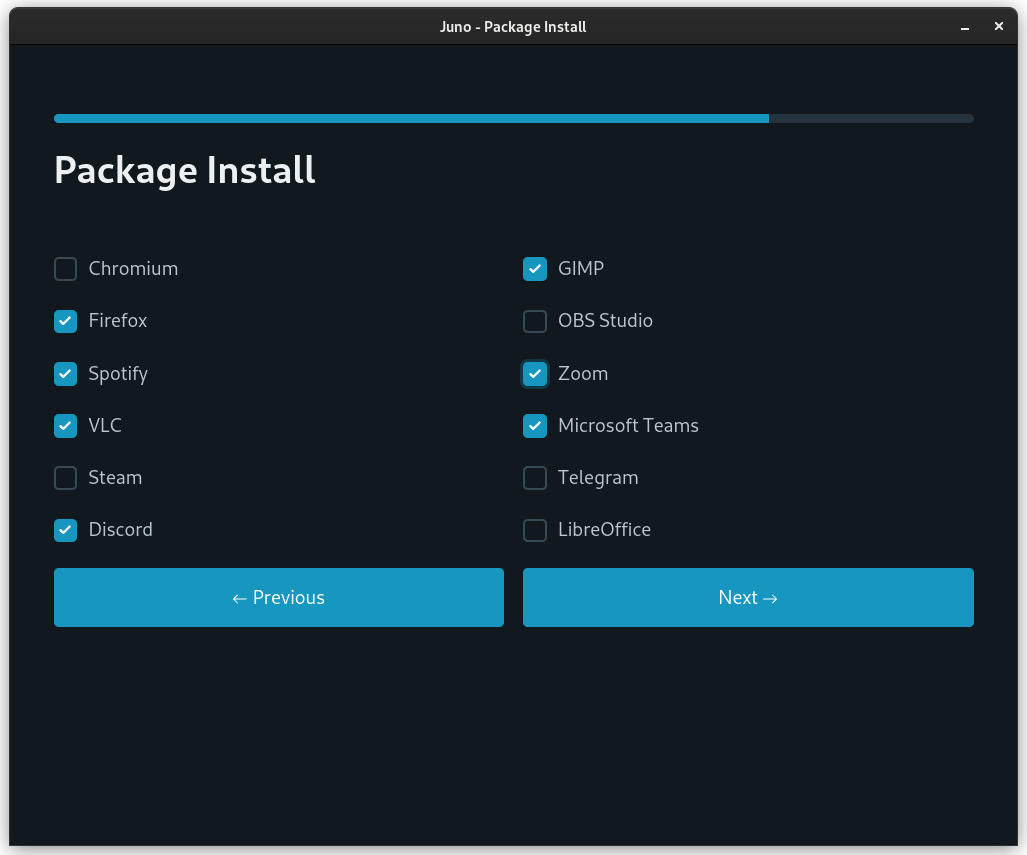 Juno - Package Install
Package Install
Chromium
Firefox
Spotify
VLC
Steam
Discord
GIMP
OBS Studio
Zoom
Microsoft Teams
Telegram
LibreOffice
← Previous
Next →